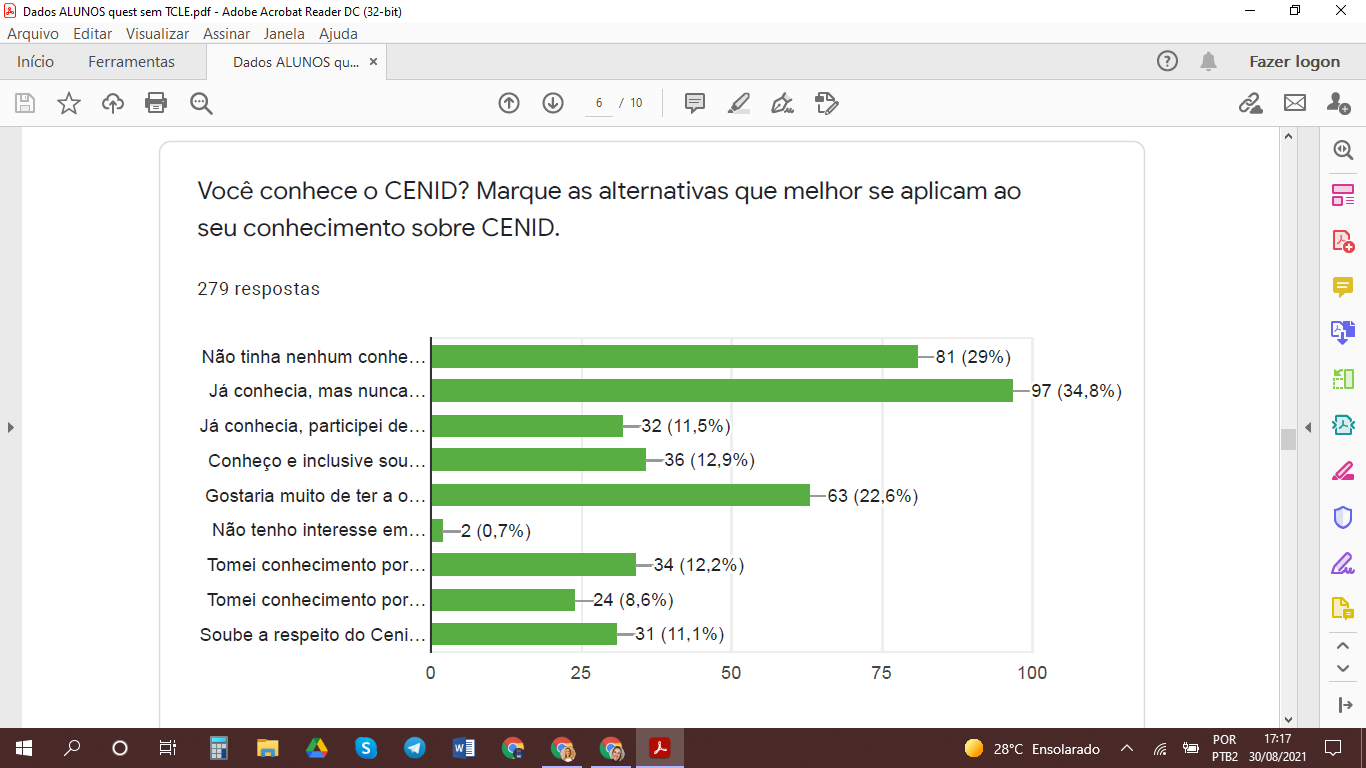 Dados ALUNOS quest sem TCLE.pdf - Adobe Acrobat Reader DC (32-bit)
Arquivo Editar Visualizar Assinar Janela Ajuda
Início Ferramentas Dados ALUNOS qu... × Fazer logon
6 / 10
Você conhece o CENID? Marque as alternativas que melhor se aplicam ao
seu conhecimento sobre CENID.
279 respostas
Não tinha nenhum conhe… 81 (29%)
Já conhecia, mas nunca… 97 (34,8%)
Já conhecia, participei de… 32 (11,5%)
Conheço e inclusive sou… 36 (12,9%)
Gostaria muito de ter a o… 63 (22,6%)
Não tenho interesse em… 2 (0,7%)
Tomei conhecimento por… 34 (12,2%)
Tomei conhecimento por… 24 (8,6%)
Soube a respeito do Ceni… 31 (11,1%)
0 25 50 75 100
28°C Ensolarado
POR
PTB2
17:17
30/08/2021